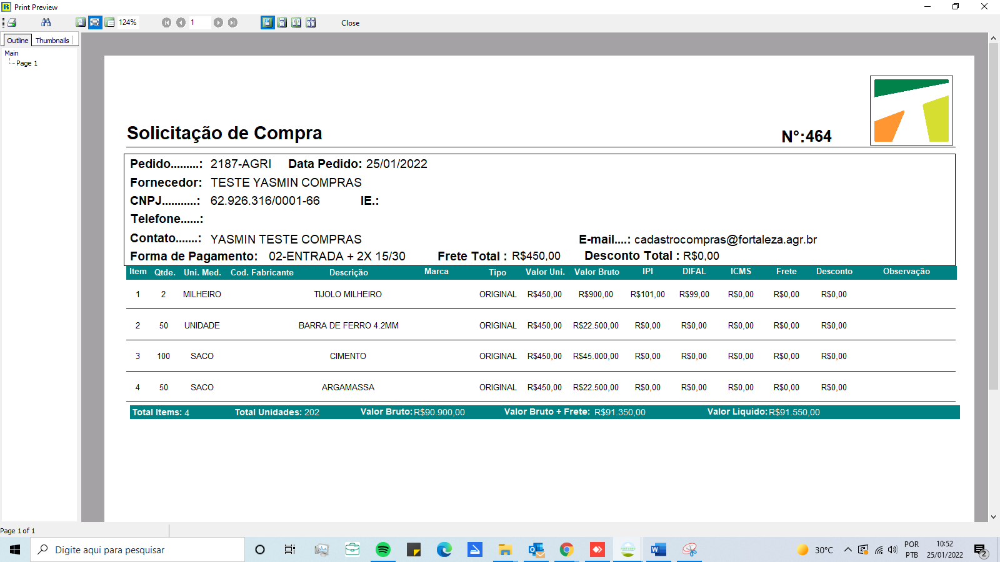 Print Preview
124%
1
Close
Outline Thumbnails
Main
Page 1
Solicitação de Compra N°:464
Pedido.........: 2187-AGRI Data Pedido: 25/01/2022
Fornecedor: TESTE YASMIN COMPRAS
CNPJ...........: 62.926.316/0001-66 IE.:
Telefone......:
Contato.......: YASMIN TESTE COMPRAS E-mail....: cadastrocompras@fortaleza.agr.br
Forma de Pagamento: 02-ENTRADA + 2X 15/30 Frete Total : R$450,00 Desconto Total : R$0,00
Item Qtde. Uni. Med. Cod. Fabricante Descrição Marca Tipo Valor Uni. Valor Bruto IPI DIFAL ICMS Frete Desconto Observação
1 2 MILHEIRO TIJOLO MILHEIRO ORIGINAL R$450,00 R$900,00 R$101,00 R$99,00 R$0,00 R$0,00 R$0,00
2 50 UNIDADE BARRA DE FERRO 4.2MM ORIGINAL R$450,00 R$22.500,00 R$0,00 R$0,00 R$0,00 R$0,00 R$0,00
3 100 SACO CIMENTO ORIGINAL R$450,00 R$45.000,00 R$0,00 R$0,00 R$0,00 R$0,00 R$0,00
4 50 SACO ARGAMASSA ORIGINAL R$450,00 R$22.500,00 R$0,00 R$0,00 R$0,00 R$0,00 R$0,00
Total Items: 4 Total Unidades: 202 Valor Bruto: R$90.900,00 Valor Bruto + Frete: R$91.350,00 Valor Liquido: R$91.550,00
Page 1 of 1
Digite aqui para pesquisar
30°C
POR
PTB
10:52
25/01/2022
2